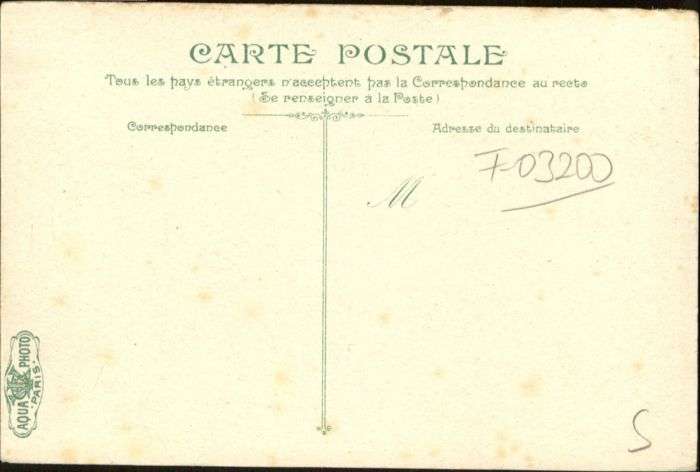 CARTE POSTALE
Tous les pays étrangers n'acceptent pas la Correspondance au recto
(Se renseigner à la Poste)
Correspondance
Adresse du destinataire
F-03200
M
AQUA PHOTO
PARIS
S